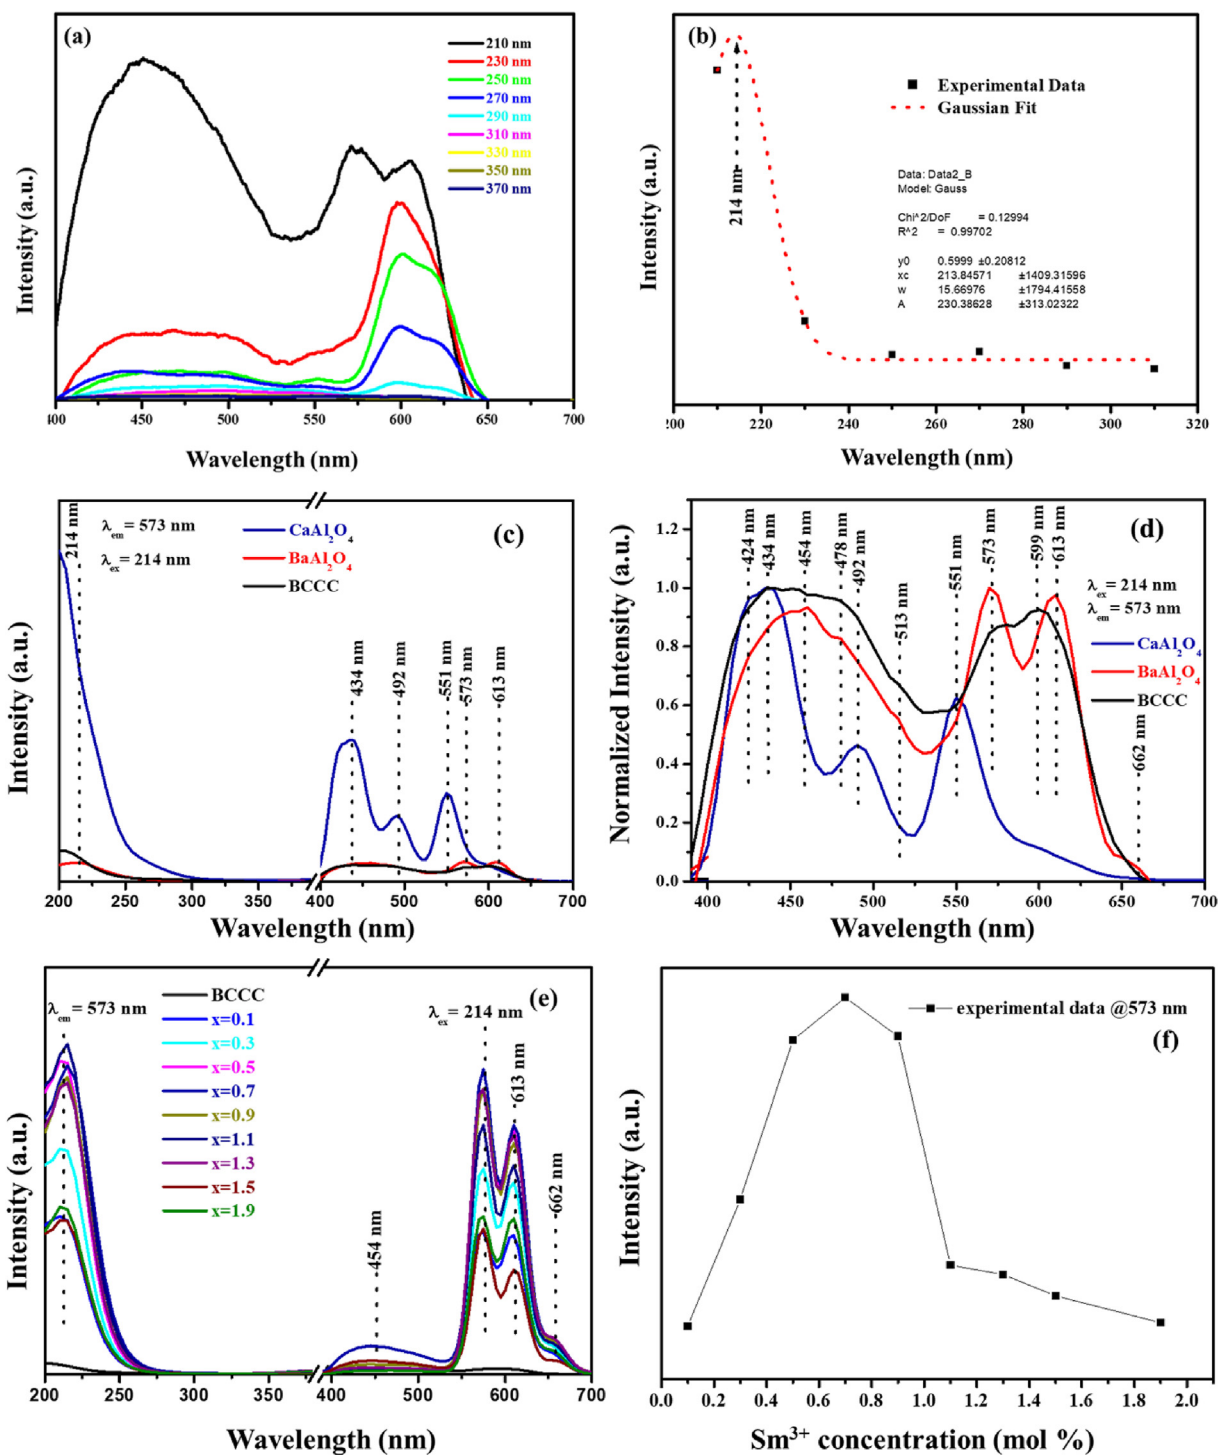 (a)
210 nm
230 nm
250 nm
270 nm
290 nm
310 nm
330 nm
350 nm
370 nm
Intensity (a.u.)
400 450 500 550 600 650 700
Wavelength (nm)
(b)
Experimental Data
Gaussian Fit
214 nm
Data: Data2_B
Model: Gauss
Chi^2/DoF = 0.12994
R^2 = 0.99702
y0 0.5999 ±0.20812
xc 213.84571 ±1409.31596
w 15.66976 ±1794.41558
A 230.38628 ±313.02322
Intensity (a.u.)
200 220 240 260 280 300 320
Wavelength (nm)
(c)
214 nm
λem= 573 nm
λex= 214 nm
CaAl2O4
BaAl2O4
BCCC
434 nm
492 nm
551 nm
573 nm
613 nm
Intensity (a.u.)
200 250 300 350 400 500 600 700
Wavelength (nm)
(d)
424 nm
434 nm
454 nm
478 nm
492 nm
513 nm
551 nm
573 nm
599 nm
613 nm
662 nm
λex= 214 nm
λem= 573 nm
CaAl2O4
BaAl2O4
BCCC
Normalized Intensity (a.u.)
1.2
1.0
0.8
0.6
0.4
0.2
0.0
400 450 500 550 600 650 700
Wavelength (nm)
(e)
λem= 573 nm
λex= 214 nm
BCCC
x=0.1
x=0.3
x=0.5
x=0.7
x=0.9
x=1.1
x=1.3
x=1.5
x=1.9
454 nm
613 nm
662 nm
Intensity (a.u.)
200 250 300 350 400 500 600 700
Wavelength (nm)
experimental data @573 nm
(f)
Intensity (a.u.)
0.0 0.2 0.4 0.6 0.8 1.0 1.2 1.4 1.6 1.8 2.0
Sm³⁺ concentration (mol %)